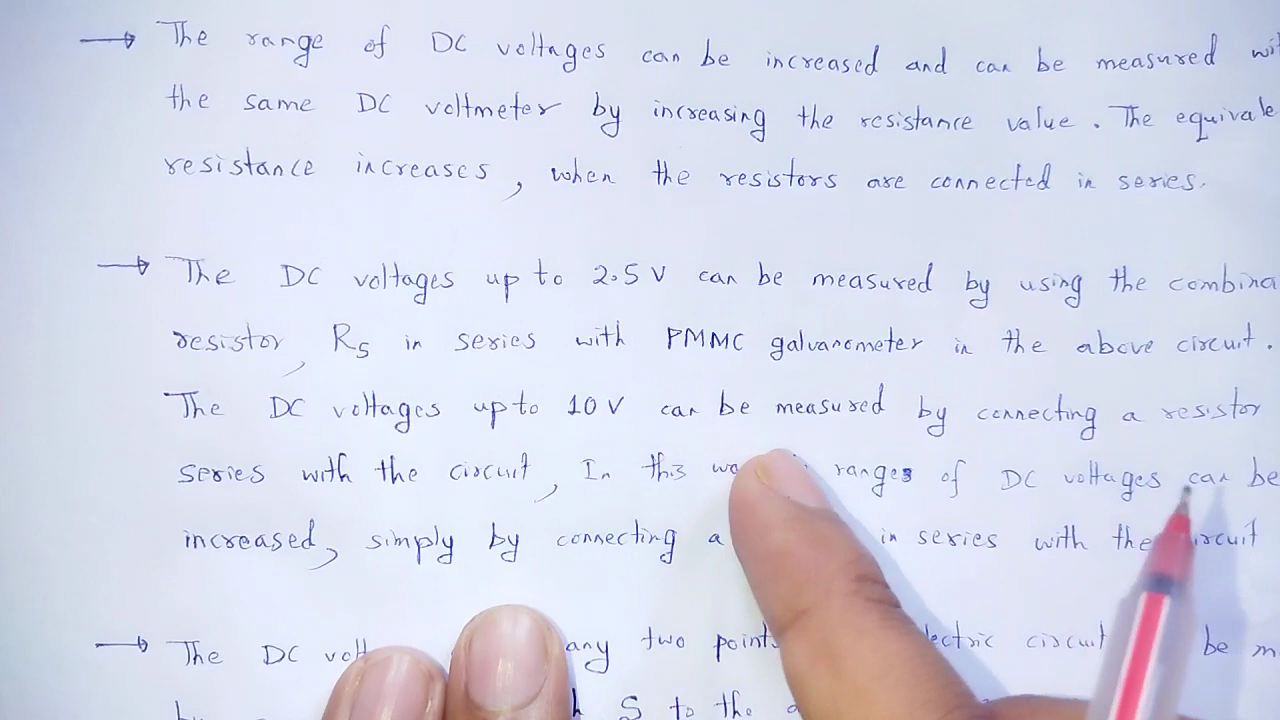 → The range of DC voltages can be increased and can be measured
the same DC voltmeter by increasing the resistance value. The
resistance increases, when the resistors are connected in series.
→ The DC voltages up to 2.5 V can be measured by using the
resistor, R5 in series with PMMC galvanometer in the above circuit.
The DC voltages upto 10 V can be measured by connecting a resistor
series with the circuit, In this ranges of DC voltages can be
increased, simply by connecting a in series with the circuit
→ The DC any two circuit be
S to the